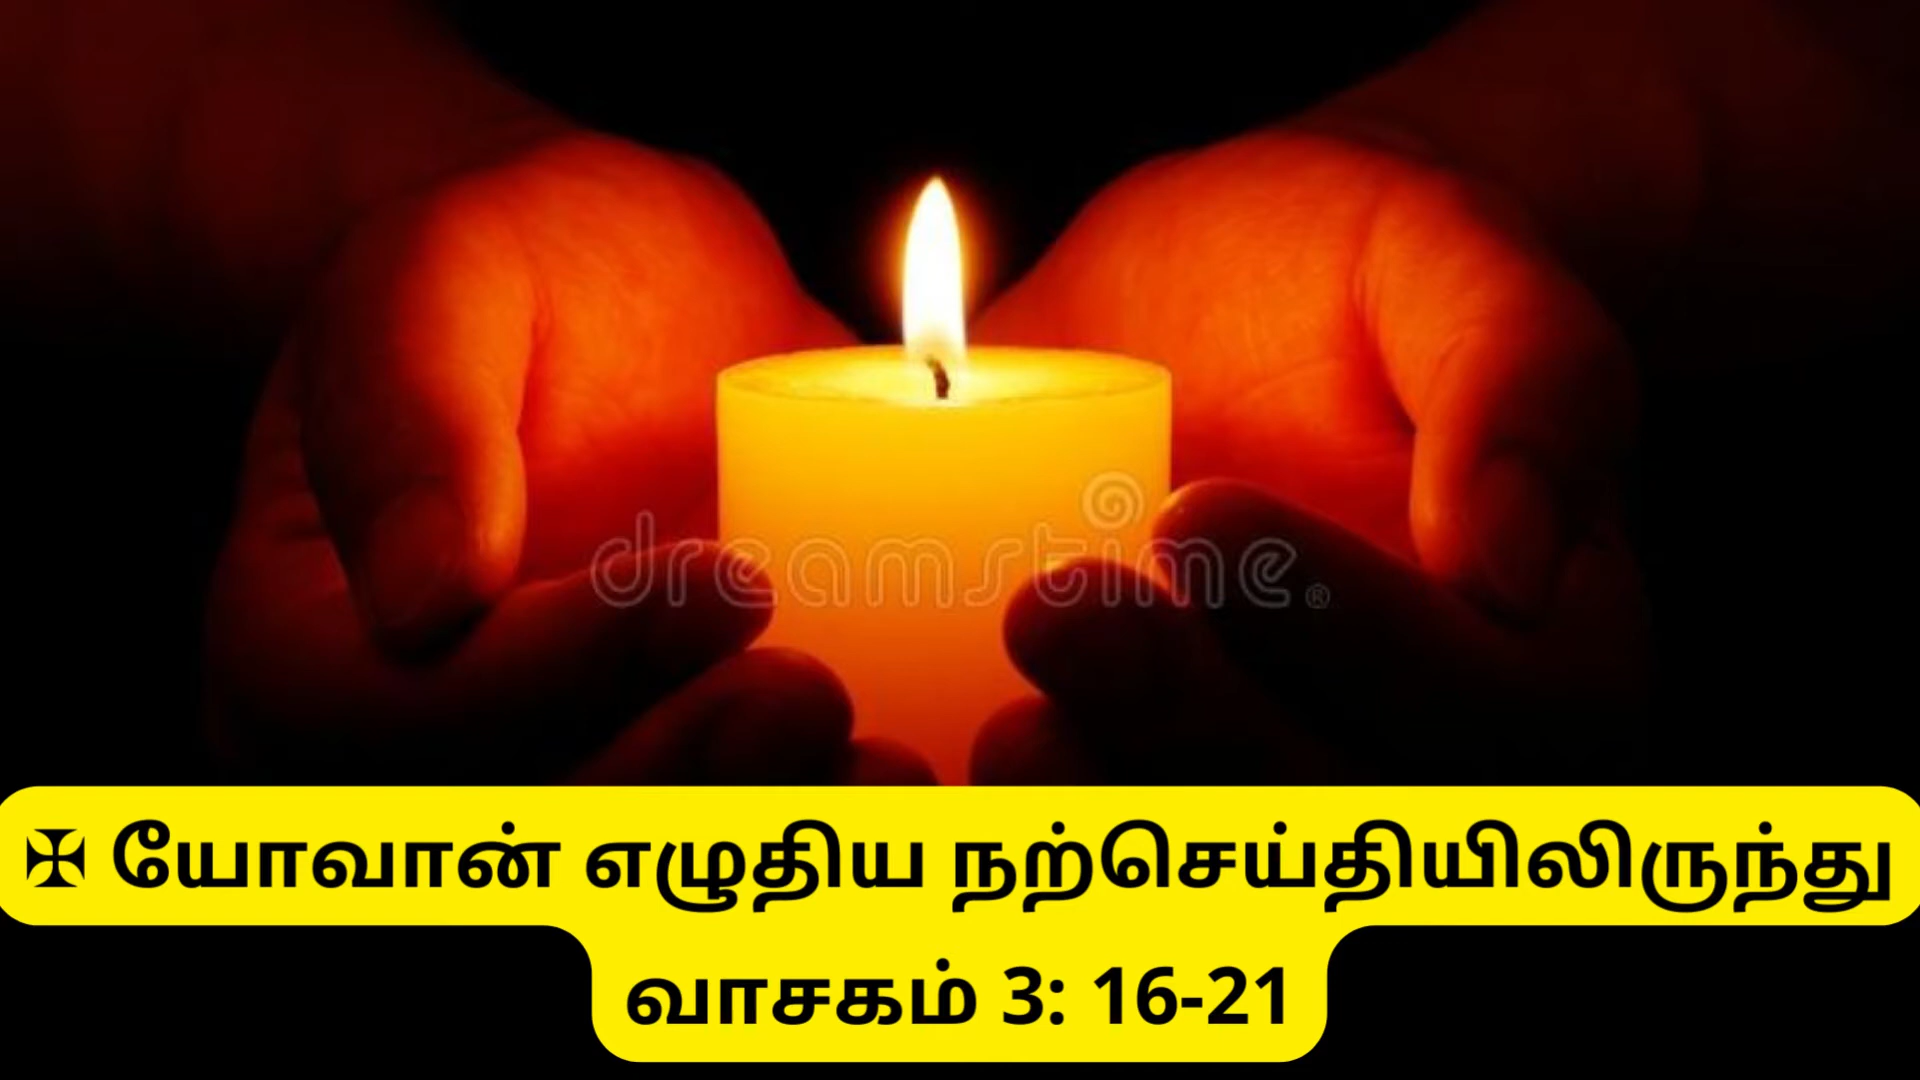 dreamstime®
✠ யோவான் எழுதிய நற்செய்தியிலிருந்து
வாசகம் 3: 16-21